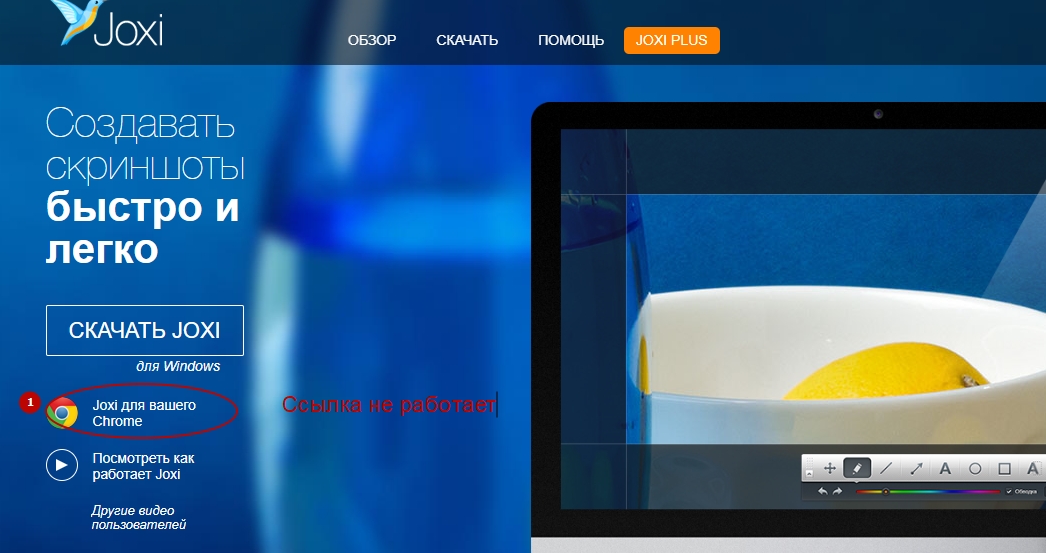 Joxi
ОБЗОР СКАЧАТЬ ПОМОЩЬ JOXI PLUS
Создавать
скриншоты
быстро и
легко
СКАЧАТЬ JOXI
для Windows
1 Joxi для вашего
Chrome
Ссылка не работает
Посмотреть как
работает Joxi
Другие видео
пользователей
A A
Обводка